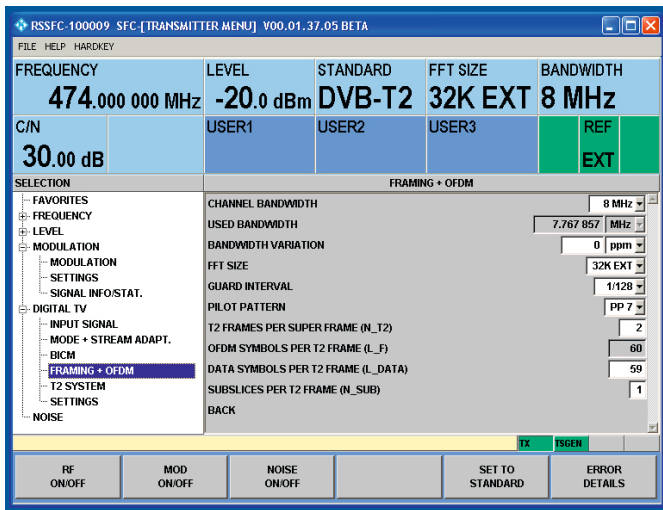 RSSFC-100009 SFC-[TRANSMITTER MENU] V00.01.37.05 BETA
FILE HELP HARDKEY
FREQUENCY LEVEL STANDARD FFT SIZE BANDWIDTH
474.000 000 MHz -20.0 dBm DVB-T2 32K EXT 8 MHz
C/N USER1 USER2 USER3 REF
30.00 dB EXT
SELECTION FRAMING + OFDM
FAVORITES
FREQUENCY
LEVEL
MODULATION
MODULATION
SETTINGS
SIGNAL INFO/STAT.
DIGITAL TV
INPUT SIGNAL
MODE + STREAM ADAPT.
BICM
FRAMING + OFDM
T2 SYSTEM
SETTINGS
NOISE
CHANNEL BANDWIDTH 8 MHz
USED BANDWIDTH 7.767 857 MHz
BANDWIDTH VARIATION 0 ppm
FFT SIZE 32K EXT
GUARD INTERVAL 1/128
PILOT PATTERN PP 7
T2 FRAMES PER SUPER FRAME (N_T2) 2
OFDM SYMBOLS PER T2 FRAME (L_F) 60
DATA SYMBOLS PER T2 FRAME (L_DATA) 59
SUBSLICES PER T2 FRAME (N_SUB) 1
BACK
TX TSGEN
RF ON/OFF
MOD ON/OFF
NOISE ON/OFF
SET TO STANDARD
ERROR DETAILS